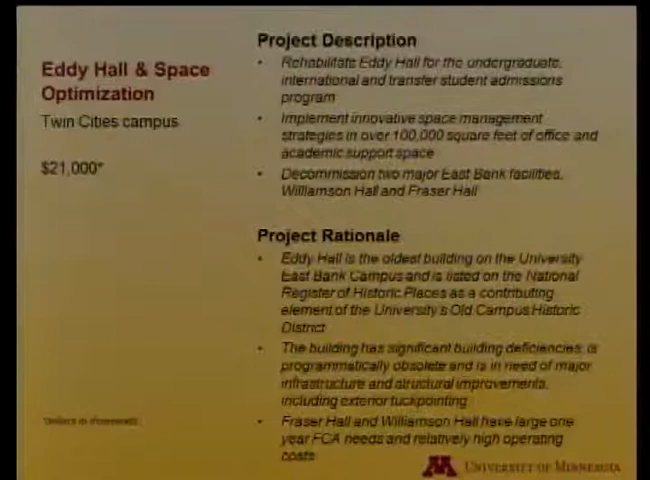 Eddy Hall & Space
Optimization
Twin Cities campus
$21,000*
*Dollars in thousands
Project Description
• Rehabilitate Eddy Hall for the undergraduate,
international and transfer student admissions
program
• Implement innovative space management
strategies in over 100,000 square feet of office and
academic support space
• Decommission two major East Bank facilities,
Williamson Hall and Fraser Hall
Project Rationale
• Eddy Hall is the oldest building on the University
East Bank Campus and is listed on the National
Register of Historic Places as a contributing
element of the University's Old Campus Historic
District
• The building has significant building deficiencies, is
programmatically obsolete and is in need of major
infrastructure and structural improvements,
including exterior tuckpointing
• Fraser Hall and Williamson Hall have large one
year FCA needs and relatively high operating
costs
M UNIVERSITY OF MINNESOTA